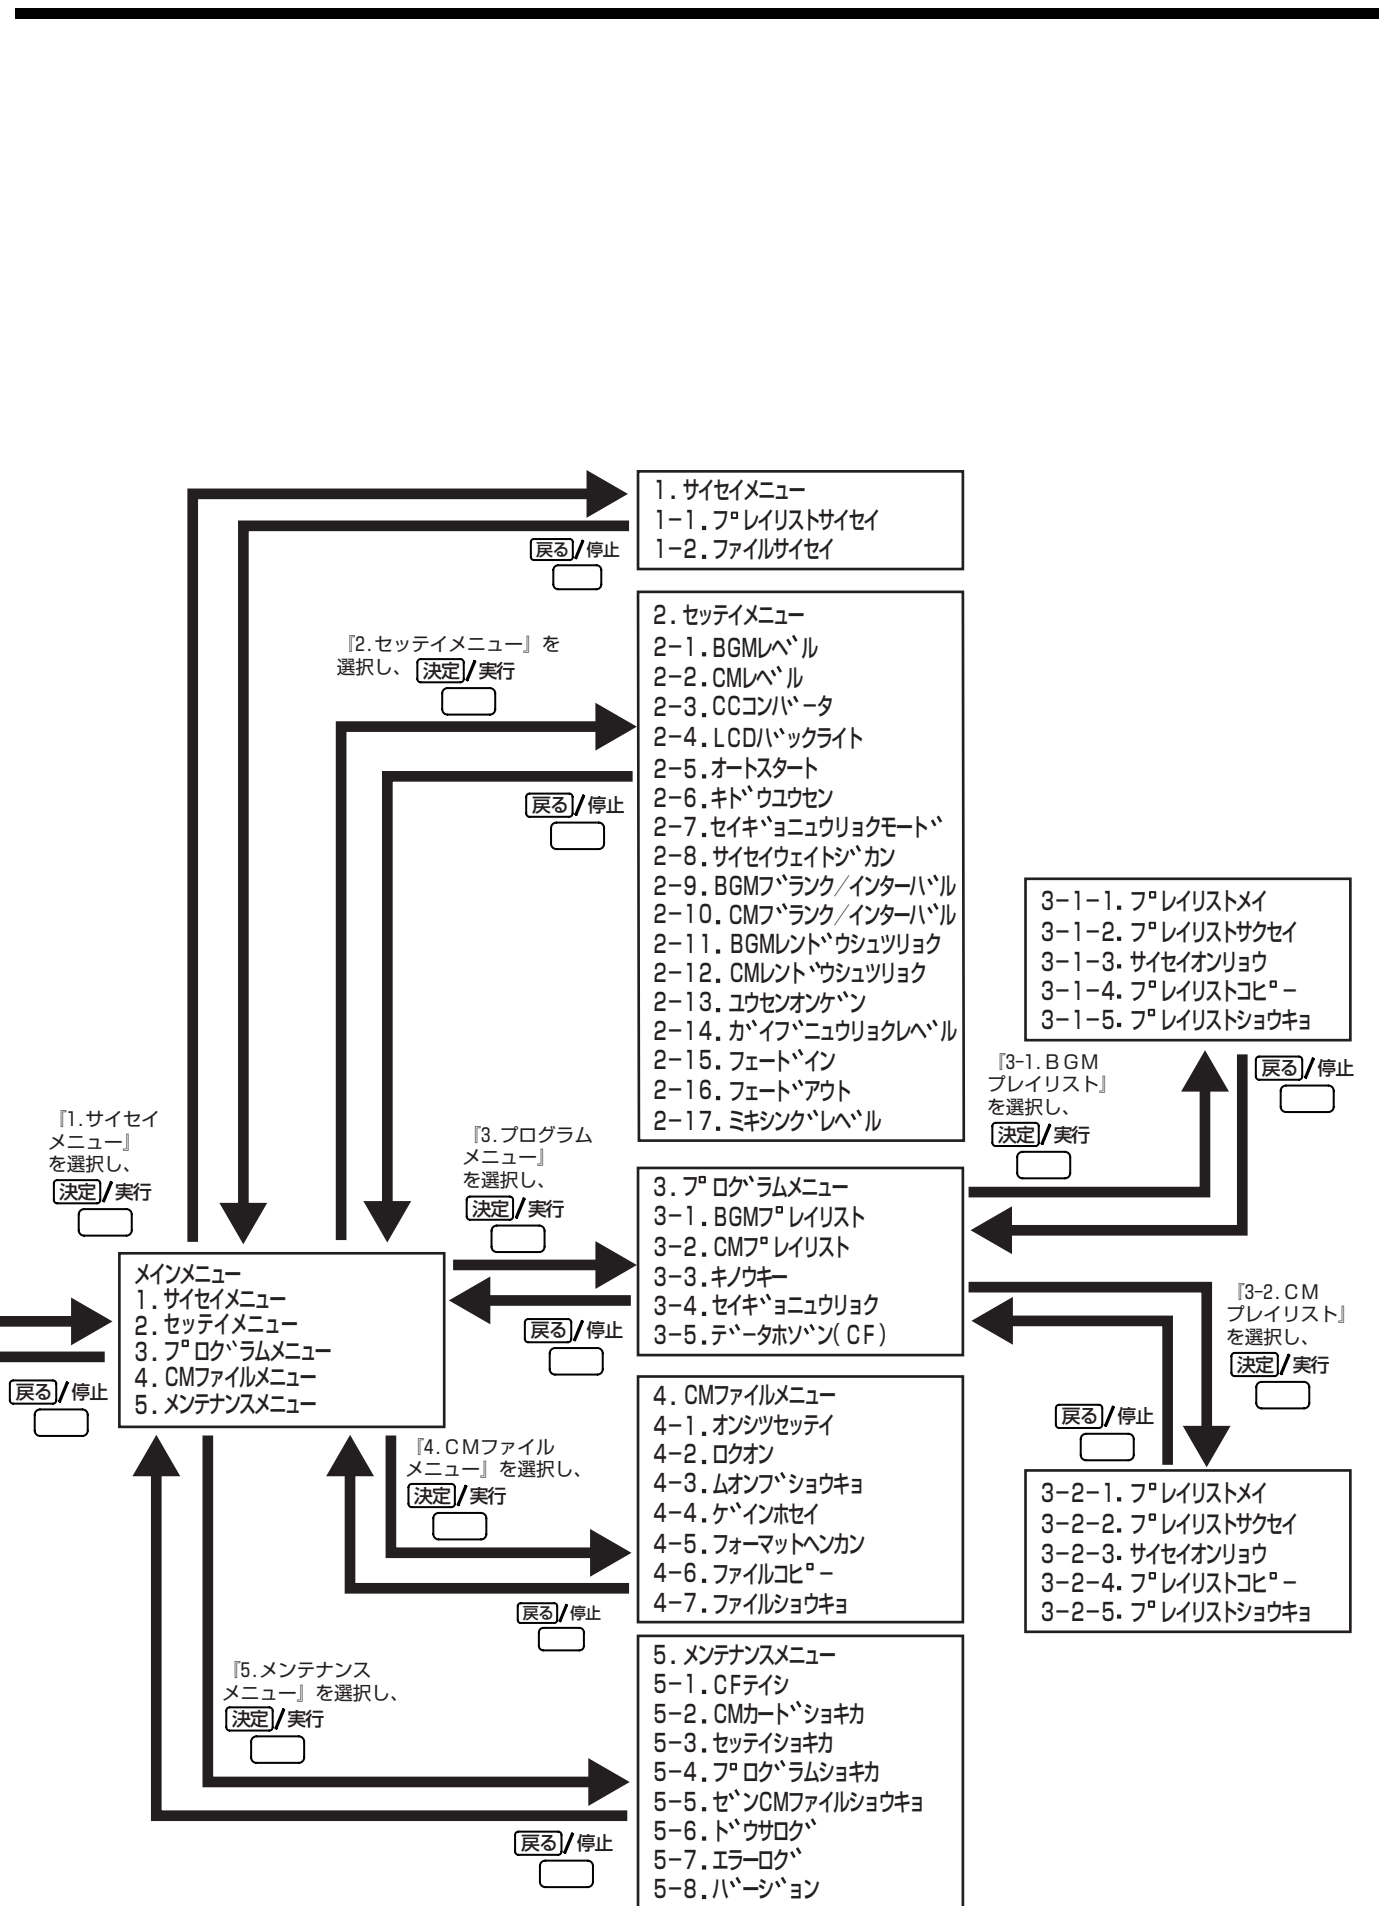 1.サイセイメニュー
1-1.プレイリストサイセイ
1-2.ファイルサイセイ
戻る/停止
2.セッテイメニュー
2-1.BGMレベル
2-2.CMレベル
2-3.CCコンバータ
2-4.LCDバックライト
2-5.オートスタート
2-6.キドウユウセン
2-7.セイギョニュウリョクモード
2-8.サイセイウェイトジカン
2-9.BGMブランク/インターバル
2-10.CMブランク/インターバル
2-11.BGMレンドウシュツリョク
2-12.CMレンドウシュツリョク
2-13.ユウセンオンゲン
2-14.ガイブニュウリョクレベル
2-15.フェードイン
2-16.フェードアウト
2-17.ミキシングレベル
『2.セッテイメニュー』を
選択し、 決定/実行
戻る/停止
3-1-1.プレイリストメイ
3-1-2.プレイリストサクセイ
3-1-3.サイセイオンリョウ
3-1-4.プレイリストコピー
3-1-5.プレイリストショウキョ
『3-1.BGM
プレイリスト』
を選択し、
決定/実行
戻る/停止
『1.サイセイ
メニュー』
を選択し、
決定/実行
『3.プログラム
メニュー』
を選択し、
決定/実行
3.プログラムメニュー
3-1.BGMプレイリスト
3-2.CMプレイリスト
3-3.キノウキー
3-4.セイギョニュウリョク
3-5.データホゾン(CF)
メインメニュー
1.サイセイメニュー
2.セッテイメニュー
3.プログラムメニュー
4.CMファイルメニュー
5.メンテナンスメニュー
戻る/停止
戻る/停止
『3-2.CM
プレイリスト』
を選択し、
決定/実行
戻る/停止
4.CMファイルメニュー
4-1.オンシツセッテイ
4-2.ロクオン
4-3.ムオンブショウキョ
4-4.ゲインホセイ
4-5.フォーマットヘンカン
4-6.ファイルコピー
4-7.ファイルショウキョ
『4.CMファイル
メニュー』を選択し、
決定/実行
戻る/停止
3-2-1.プレイリストメイ
3-2-2.プレイリストサクセイ
3-2-3.サイセイオンリョウ
3-2-4.プレイリストコピー
3-2-5.プレイリストショウキョ
『5.メンテナンス
メニュー』を選択し、
決定/実行
戻る/停止
5.メンテナンスメニュー
5-1.CFテイシ
5-2.CMカードショキカ
5-3.セッテイショキカ
5-4.プログラムショキカ
5-5.ゼンCMファイルショウキョ
5-6.ドウサログ
5-7.エラーログ
5-8.バージョン